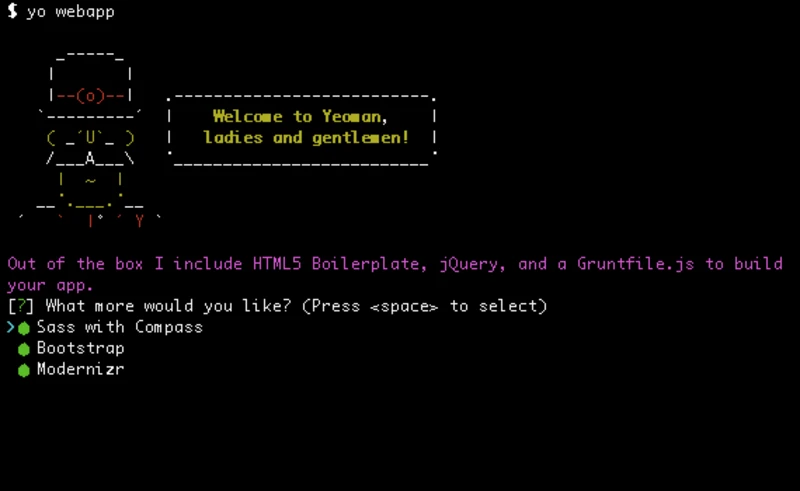 $ yo webapp
Welcome to Yeoman,
ladies and gentlemen!
Out of the box I include HTML5 Boilerplate, jQuery, and a Gruntfile.js to build
your app.
[?] What more would you like? (Press <space> to select)
Sass with Compass
Bootstrap
Modernizr